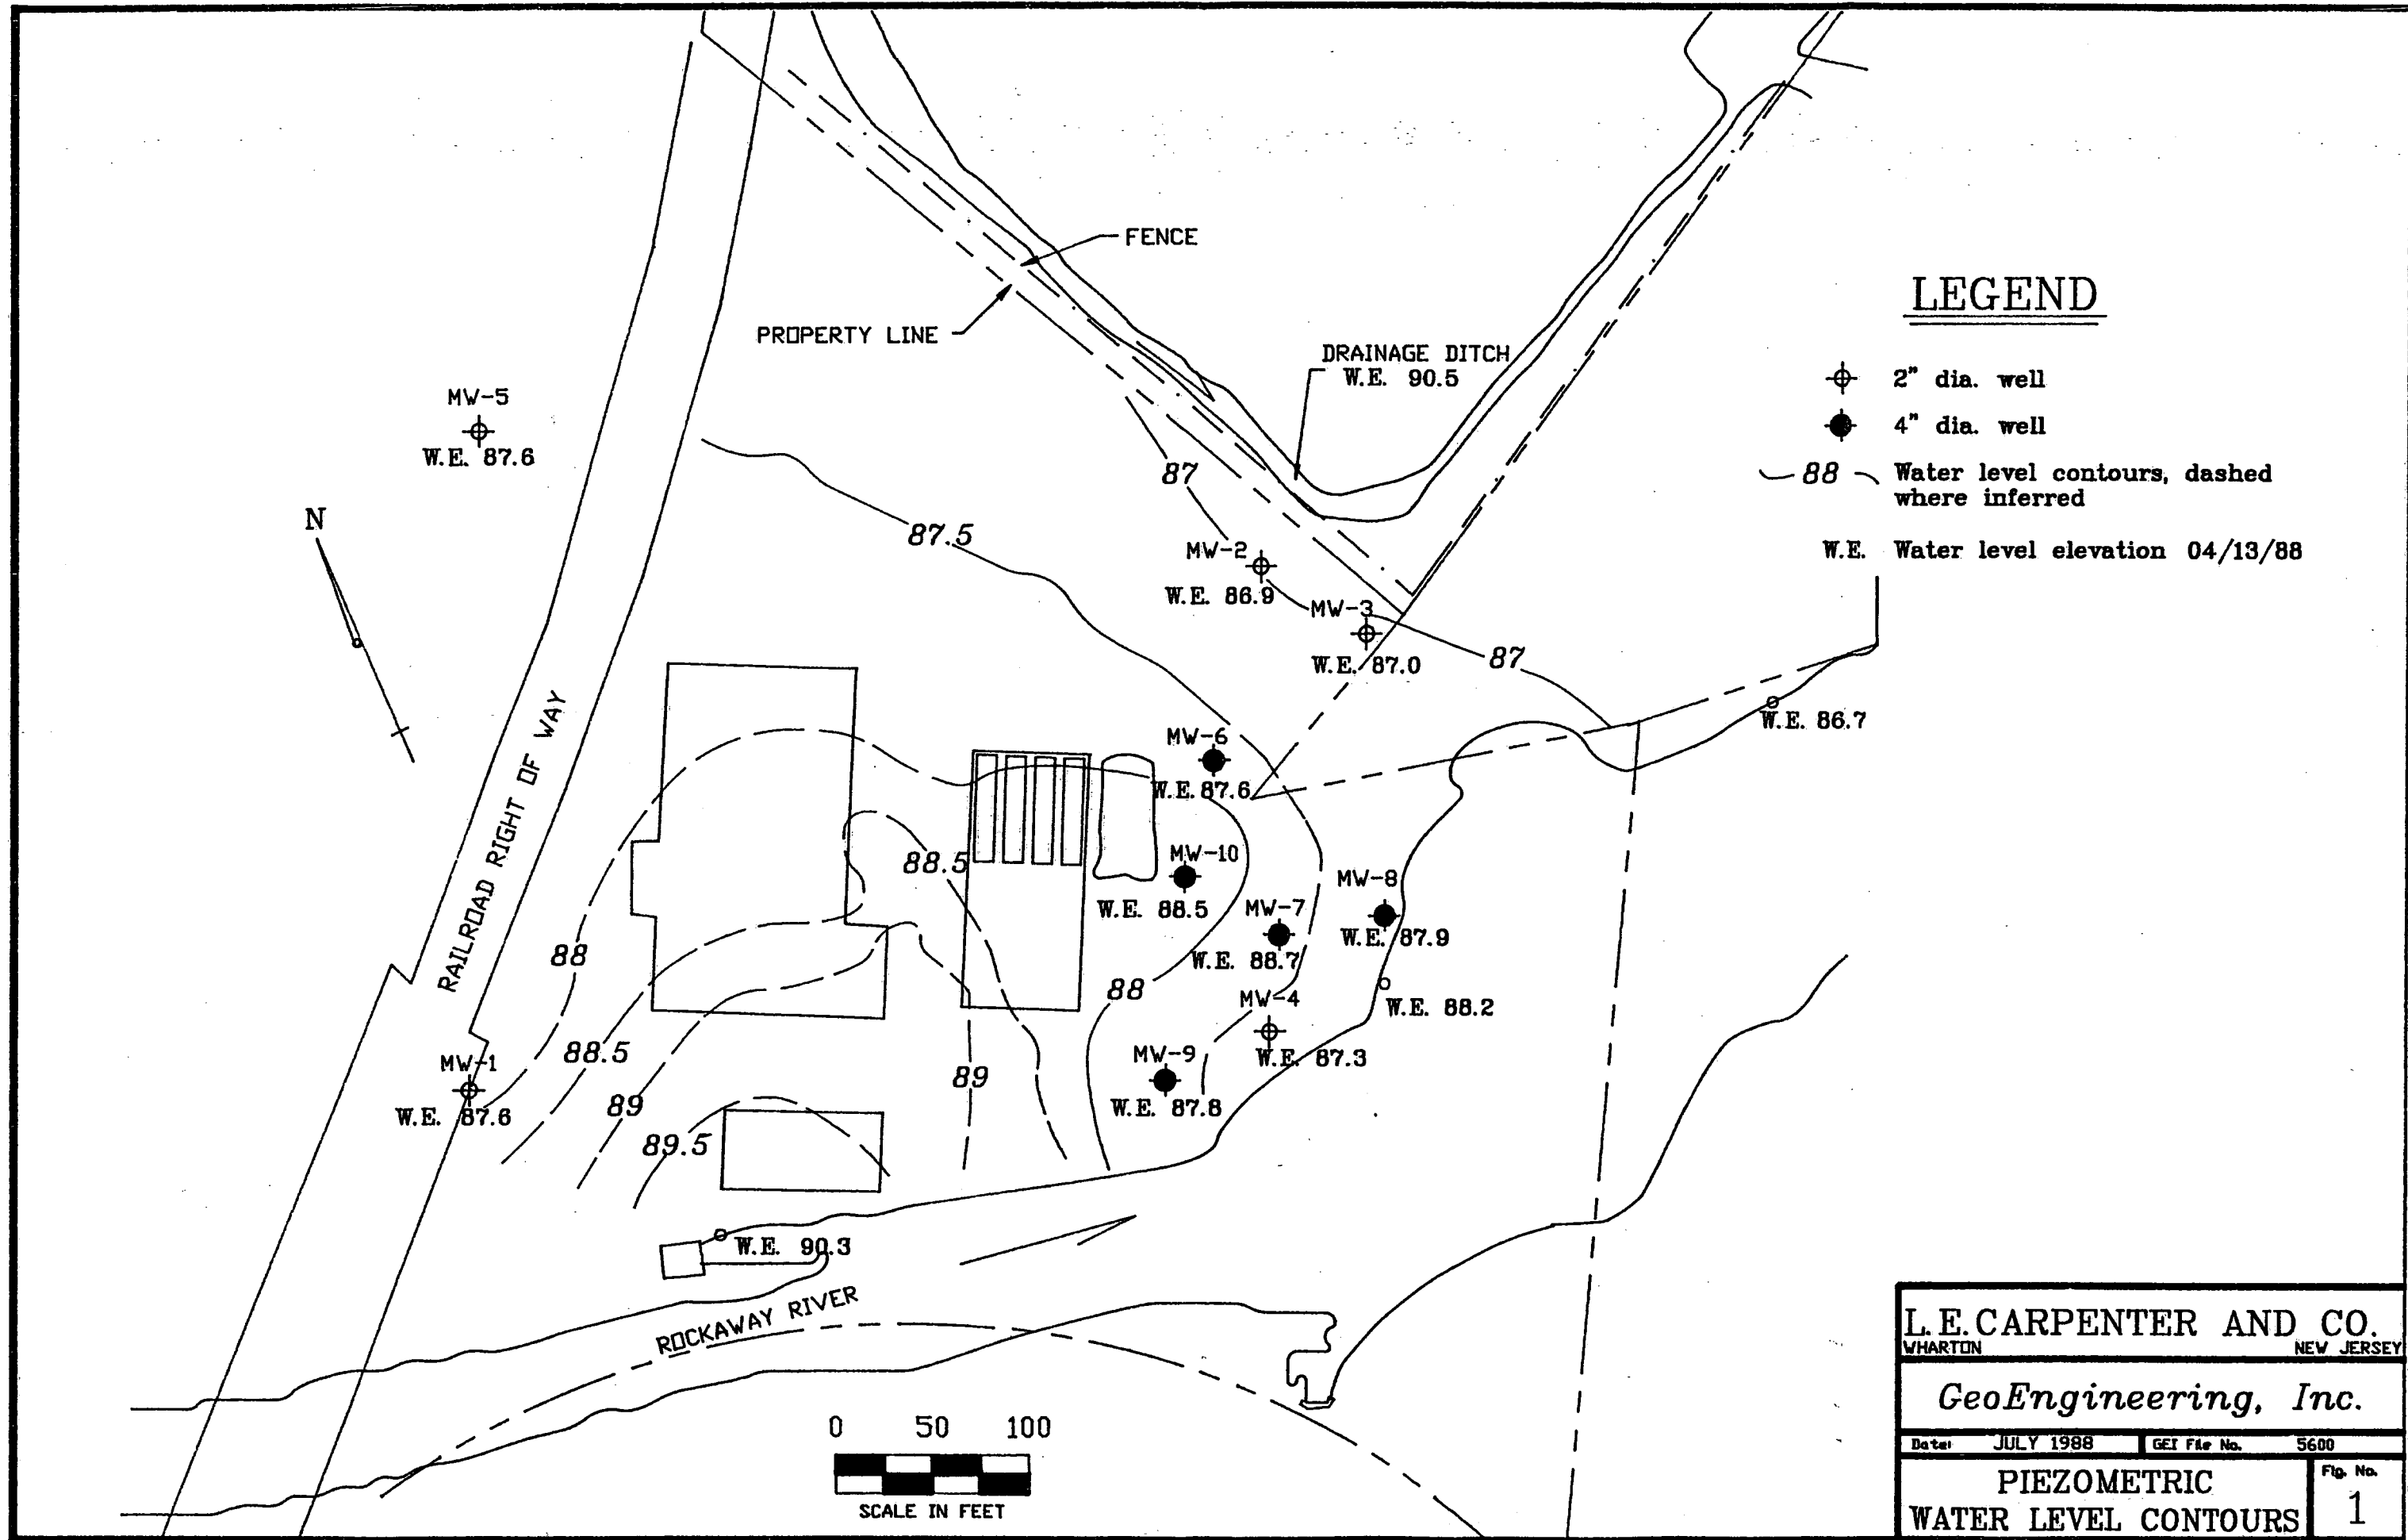 FENCE
PROPERTY LINE
DRAINAGE DITCH
W.E. 90.5
LEGEND
2" dia. well
4" dia. well
88 Water level contours, dashed
where inferred
W.E. Water level elevation 04/13/88
MW-5
W.E. 87.6
N
87
87.5
MW-2
W.E. 86.9
MW-3
W.E. 87.0
87
W.E. 86.7
RAILROAD RIGHT OF WAY
MW-6
W.E. 87.6
88.5
MW-10
W.E. 88.5
MW-7
W.E. 88.7
MW-8
W.E. 87.9
88
88
W.E. 88.2
MW-4
W.E. 87.3
88.5
MW-1
W.E. 87.6
MW-9
W.E. 87.8
89
89
89.5
W.E. 90.3
ROCKAWAY RIVER
0 50 100
SCALE IN FEET
L.E. CARPENTER AND CO.
WHARTON NEW JERSEY
GeoEngineering, Inc.
Date: JULY 1988 GEI File No. 5600
PIEZOMETRIC
WATER LEVEL CONTOURS
Fig. No.
1